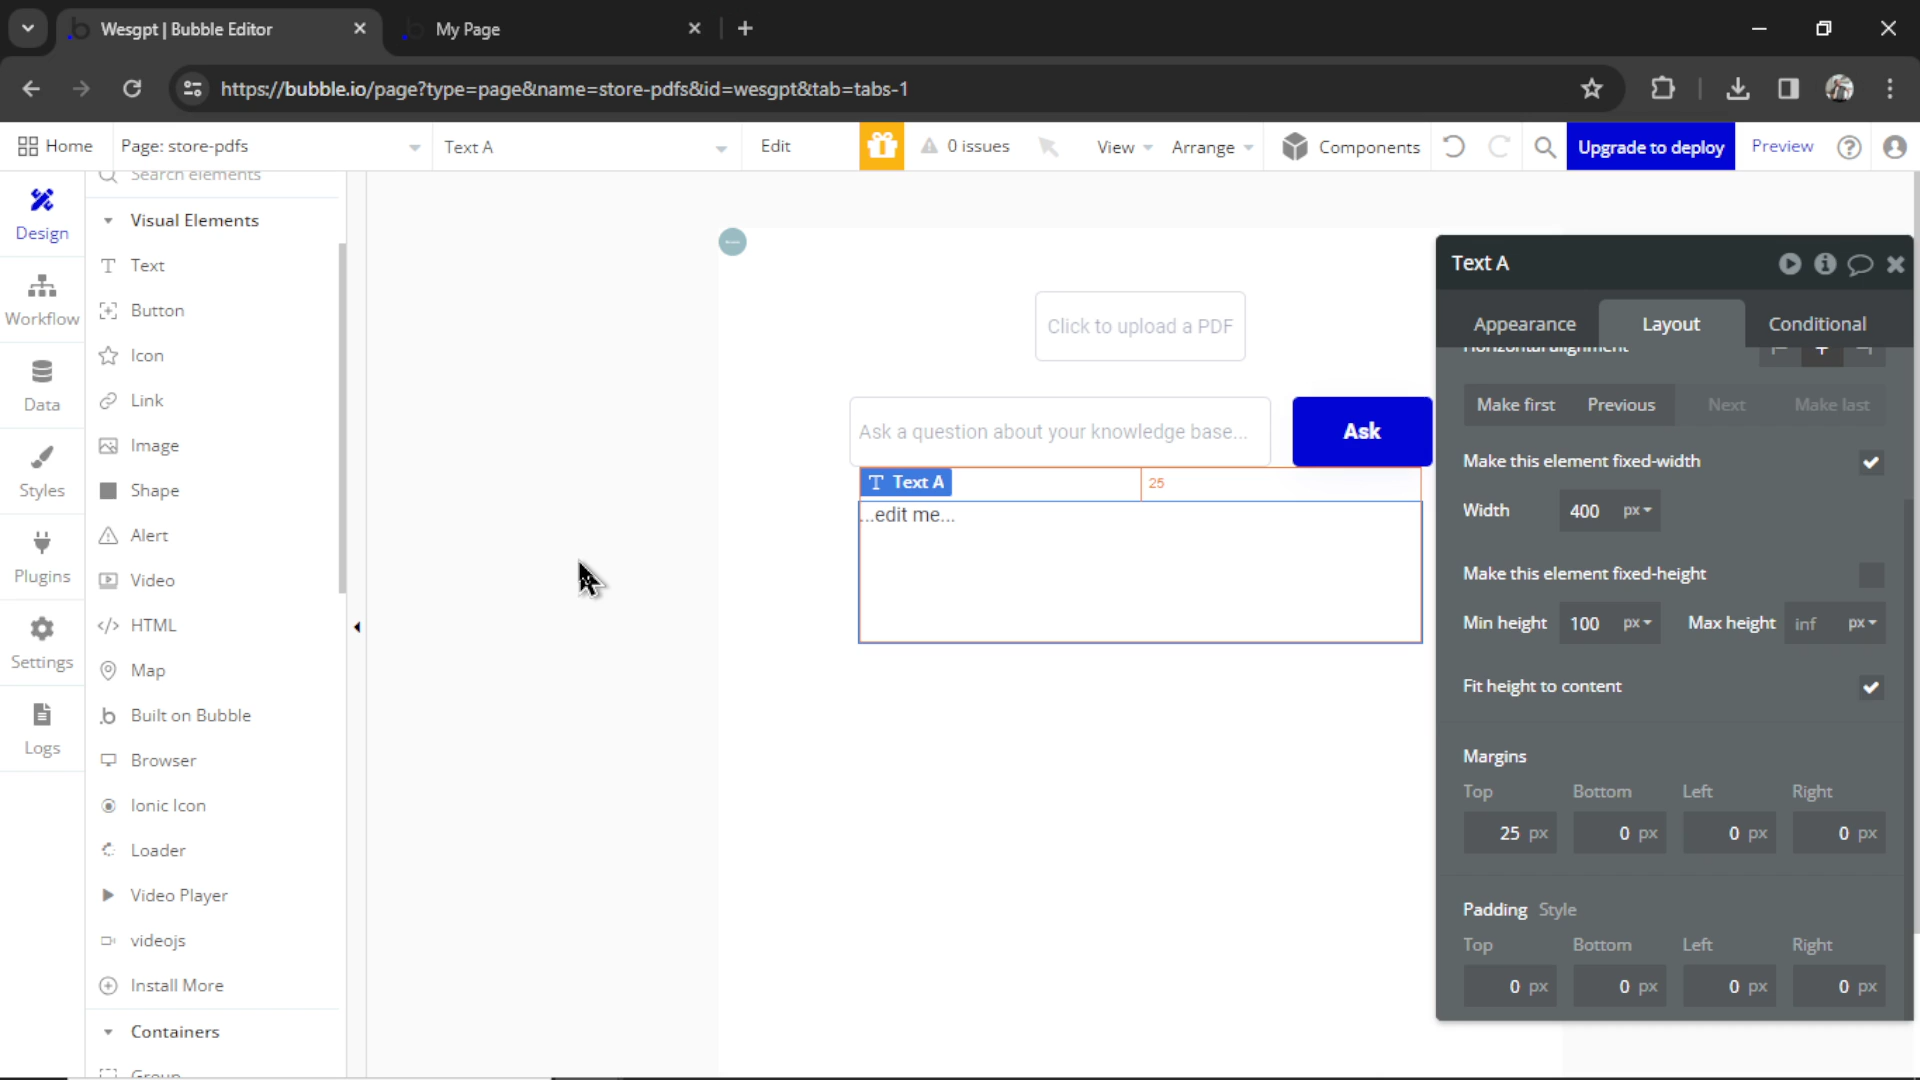 Wesgpt | Bubble Editor
My Page
https://bubble.io/page?type=page&name=store-pdfs&id=wesgpt&tab=tabs-1
Home
Page: store-pdfs
Text A
Edit
0 issues
View
Arrange
Components
Upgrade to deploy
Preview
Design
Workflow
Data
Styles
Plugins
Settings
Logs
Search elements
Visual Elements
Text
Button
Icon
Link
Image
Shape
Alert
Video
HTML
Map
Built on Bubble
Browser
Ionic Icon
Loader
Video Player
videojs
Install More
Containers
Group
Click to upload a PDF
Ask a question about your knowledge base...
Ask
Text A
25
...edit me...
Text A
Appearance
Layout
Conditional
Horizontal alignment
Make first
Previous
Next
Make last
Make this element fixed-width
Width 400 px
Make this element fixed-height
Min height 100 px Max height inf px
Fit height to content
Margins
Top Bottom Left Right
25 px 0 px 0 px 0 px
Padding Style
Top Bottom Left Right
0 px 0 px 0 px 0 px